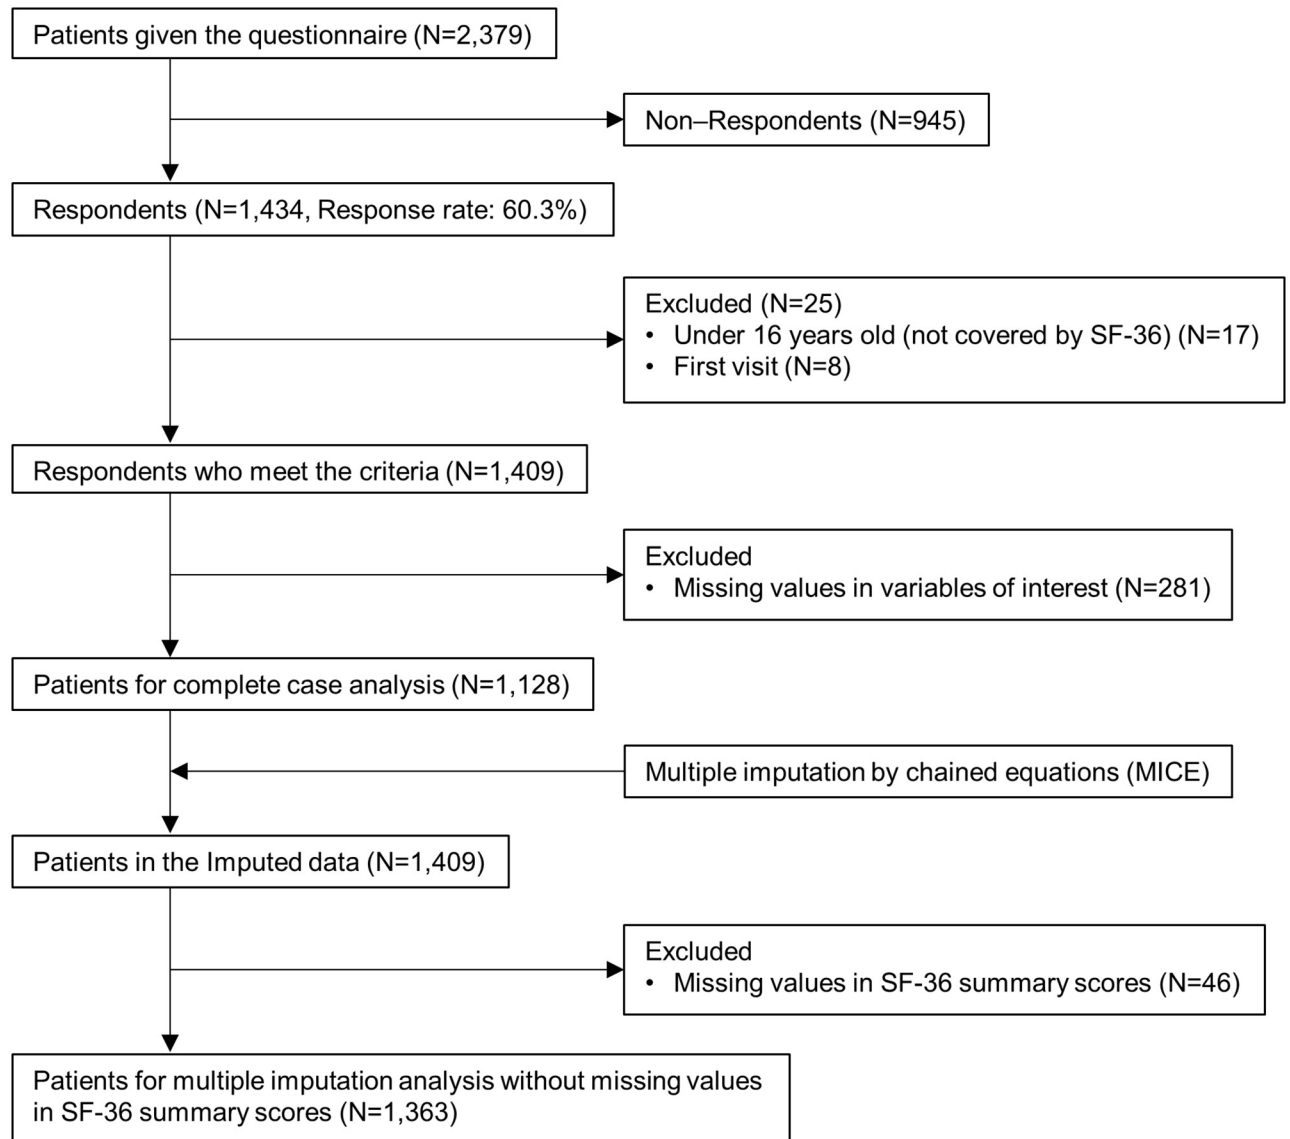 Patients given the questionnaire (N=2,379)
Non–Respondents (N=945)
Respondents (N=1,434, Response rate: 60.3%)
Excluded (N=25)
• Under 16 years old (not covered by SF-36) (N=17)
• First visit (N=8)
Respondents who meet the criteria (N=1,409)
Excluded
• Missing values in variables of interest (N=281)
Patients for complete case analysis (N=1,128)
Multiple imputation by chained equations (MICE)
Patients in the Imputed data (N=1,409)
Excluded
• Missing values in SF-36 summary scores (N=46)
Patients for multiple imputation analysis without missing values
in SF-36 summary scores (N=1,363)